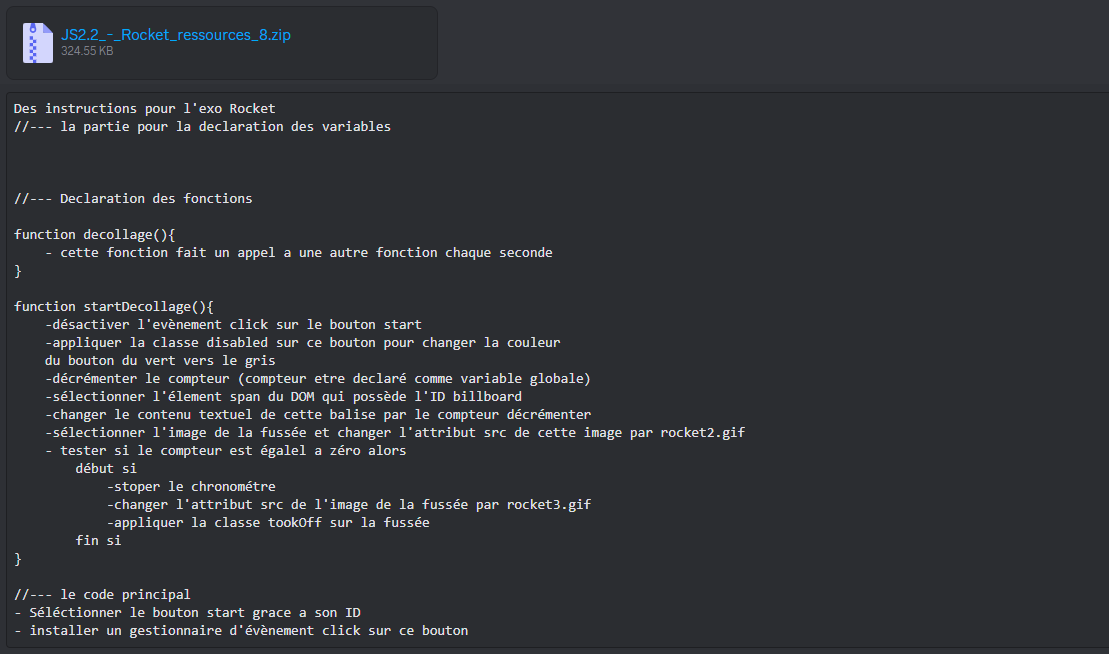 JS2.2_-_Rocket_ressources_8.zip
324.55 KB
Des instructions pour l'exo Rocket
//--- la partie pour la declaration des variables
//--- Declaration des fonctions
function decollage(){
- cette fonction fait un appel a une autre fonction chaque seconde
}
function startDecollage(){
-désactiver l'evènement click sur le bouton start
-appliquer la classe disabled sur ce bouton pour changer la couleur
du bouton du vert vers le gris
-décrémenter le compteur (compteur etre declaré comme variable globale)
-sélectionner l'élement span du DOM qui possède l'ID billboard
-changer le contenu textuel de cette balise par le compteur décrémenter
-sélectionner l'image de la fussée et changer l'attribut src de cette image par rocket2.gif
- tester si le compteur est égalel a zéro alors
début si
-stoper le chronométre
-changer l'attribut src de l'image de la fussée par rocket3.gif
-appliquer la classe tookOff sur la fussée
fin si
}
//--- le code principal
- Séléctionner le bouton start grace a son ID
- installer un gestionnaire d'évènement click sur ce bouton